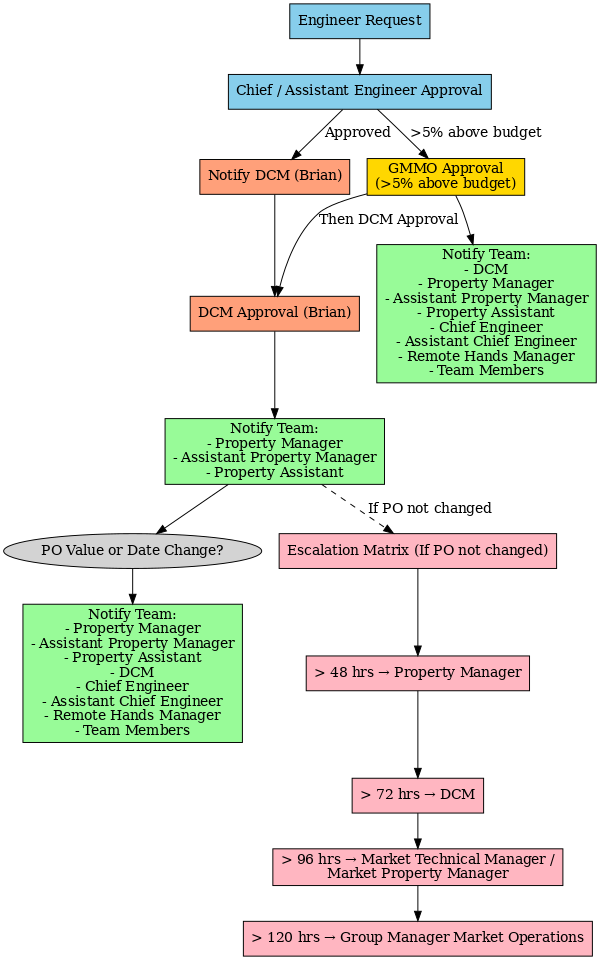 Engineer Request
Chief / Assistant Engineer Approval
Approved
>5% above budget
Notify DCM (Brian)
GMMO Approval
(>5% above budget)
Then DCM Approval
Notify Team:
- DCM
- Property Manager
- Assistant Property Manager
- Property Assistant
- Chief Engineer
- Assistant Chief Engineer
- Remote Hands Manager
- Team Members
DCM Approval (Brian)
Notify Team:
- Property Manager
- Assistant Property Manager
- Property Assistant
If PO not changed
PO Value or Date Change?
Escalation Matrix (If PO not changed)
Notify Team:
- Property Manager
- Assistant Property Manager
- Property Assistant
- DCM
- Chief Engineer
- Assistant Chief Engineer
- Remote Hands Manager
- Team Members
> 48 hrs → Property Manager
> 72 hrs → DCM
> 96 hrs → Market Technical Manager /
Market Property Manager
> 120 hrs → Group Manager Market Operations